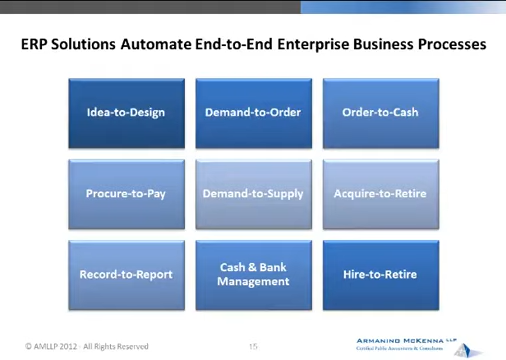 ERP Solutions Automate End-to-End Enterprise Business Processes
Idea-to-Design
Demand-to-Order
Order-to-Cash
Procure-to-Pay
Demand-to-Supply
Acquire-to-Retire
Record-to-Report
Cash & Bank
Management
Hire-to-Retire
© AMLLP 2012 - All Rights Reserved
15
ARMANINO MCKENNA LLP
Certified Public Accountants & Consultants